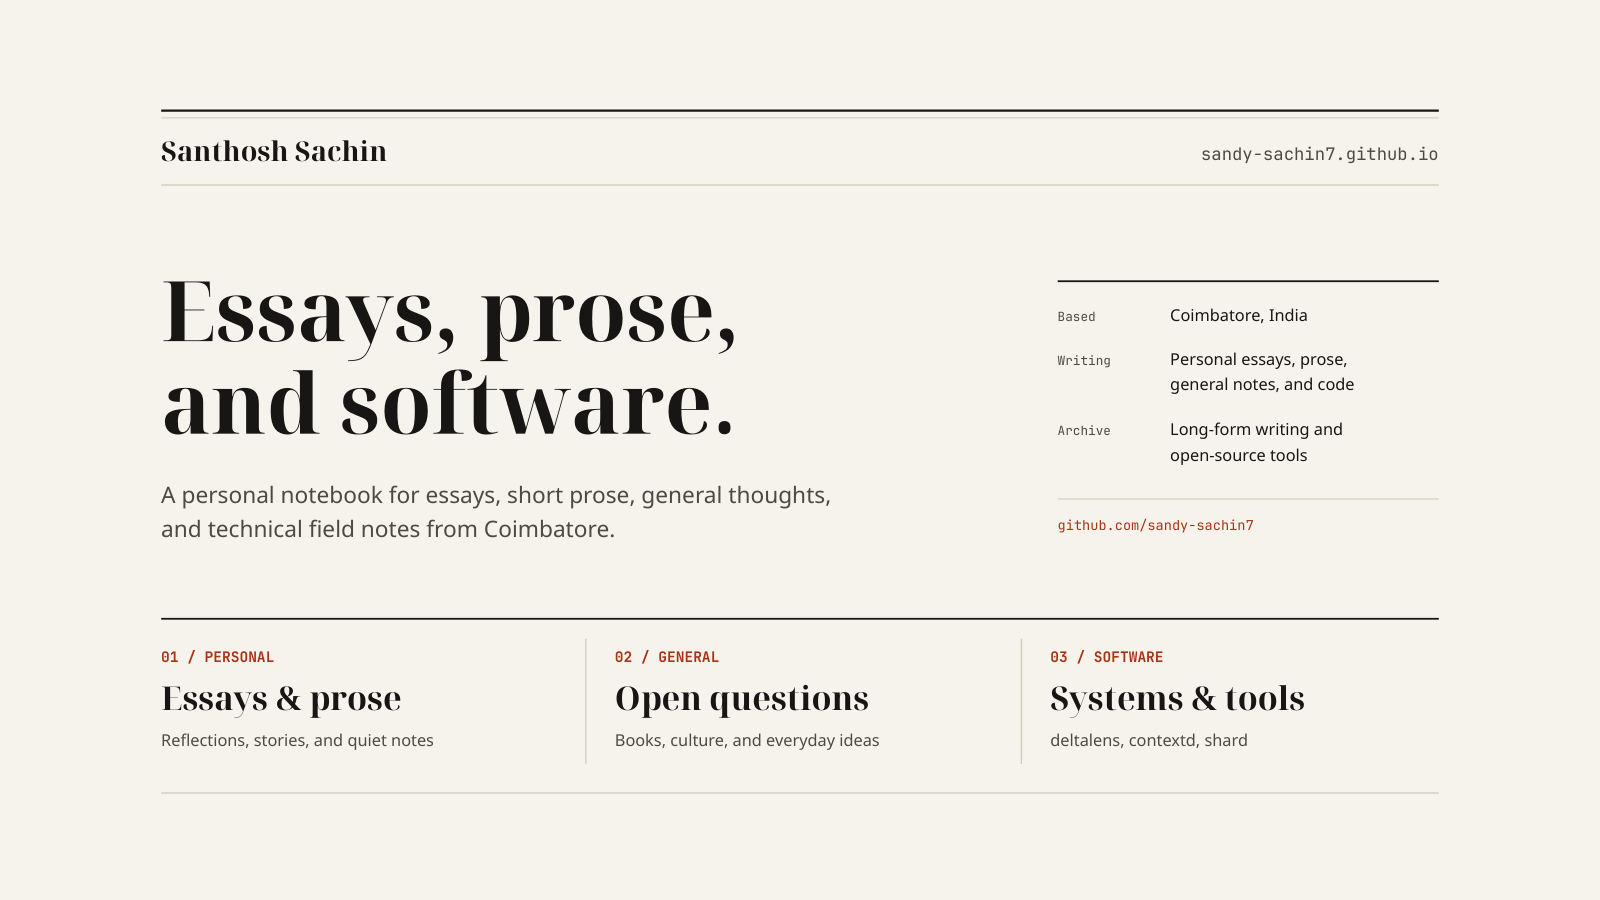 Santhosh Sachin
sandy-sachin7.github.io
Essays, prose,
and software.
A personal notebook for essays, short prose, general thoughts,
and technical field notes from Coimbatore.
Based
Coimbatore, India
Writing
Personal essays, prose,
general notes, and code
Archive
Long-form writing and
open-source tools
github.com/sandy-sachin7
01 / PERSONAL
Essays & prose
Reflections, stories, and quiet notes
02 / GENERAL
Open questions
Books, culture, and everyday ideas
03 / SOFTWARE
Systems & tools
deltalens, contextd, shard